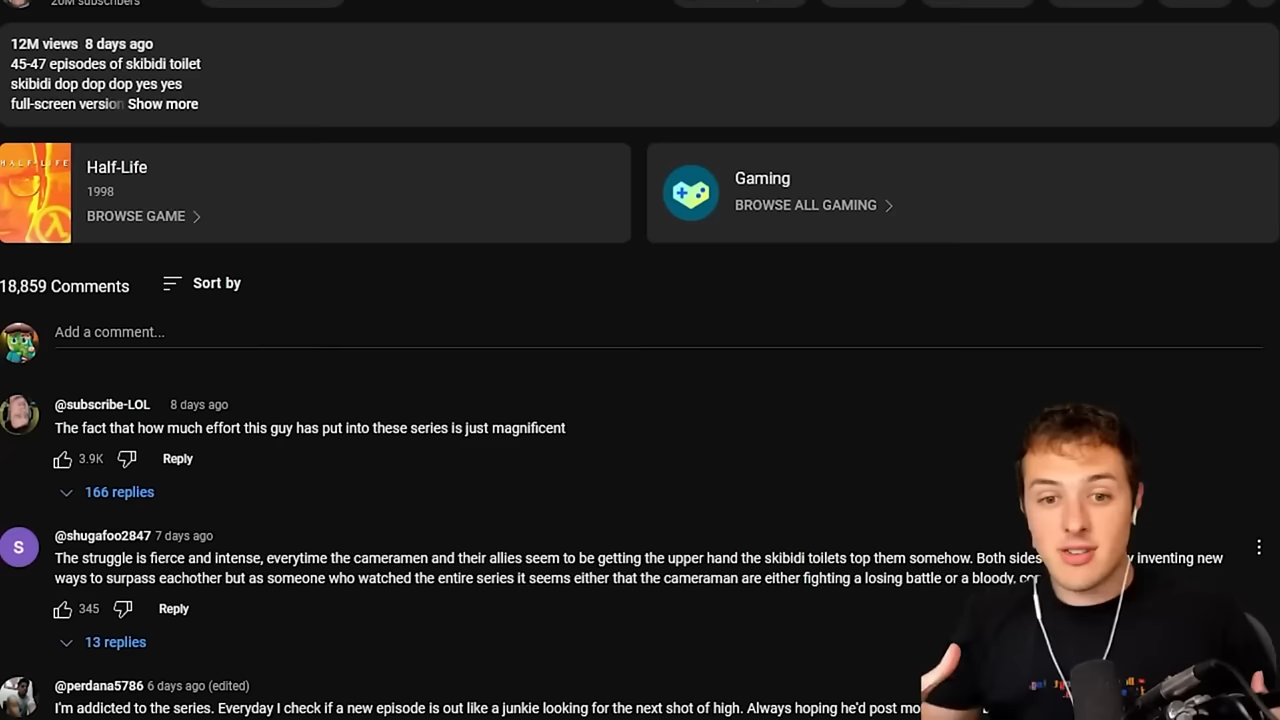 20M subscribers
12M views 8 days ago
45-47 episodes of skibidi toilet
skibidi dop dop dop yes yes
full-screen version Show more
HALF-LIFE
Half-Life
1998
BROWSE GAME
Gaming
BROWSE ALL GAMING
18,859 Comments
Sort by
Add a comment...
@subscribe-LOL 8 days ago
The fact that how much effort this guy has put into these series is just magnificent
3.9K
Reply
166 replies
S
@shugafoo2847 7 days ago
The struggle is fierce and intense, everytime the cameramen and their allies seem to be getting the upper hand the skibidi toilets top them somehow. Both sides inventing new
ways to surpass eachother but as someone who watched the entire series it seems either that the cameraman are either fighting a losing battle or a bloody,
345
Reply
13 replies
@perdana5786 6 days ago (edited)
I'm addicted to the series. Everyday I check if a new episode is out like a junkie looking for the next shot of high. Always hoping he'd post